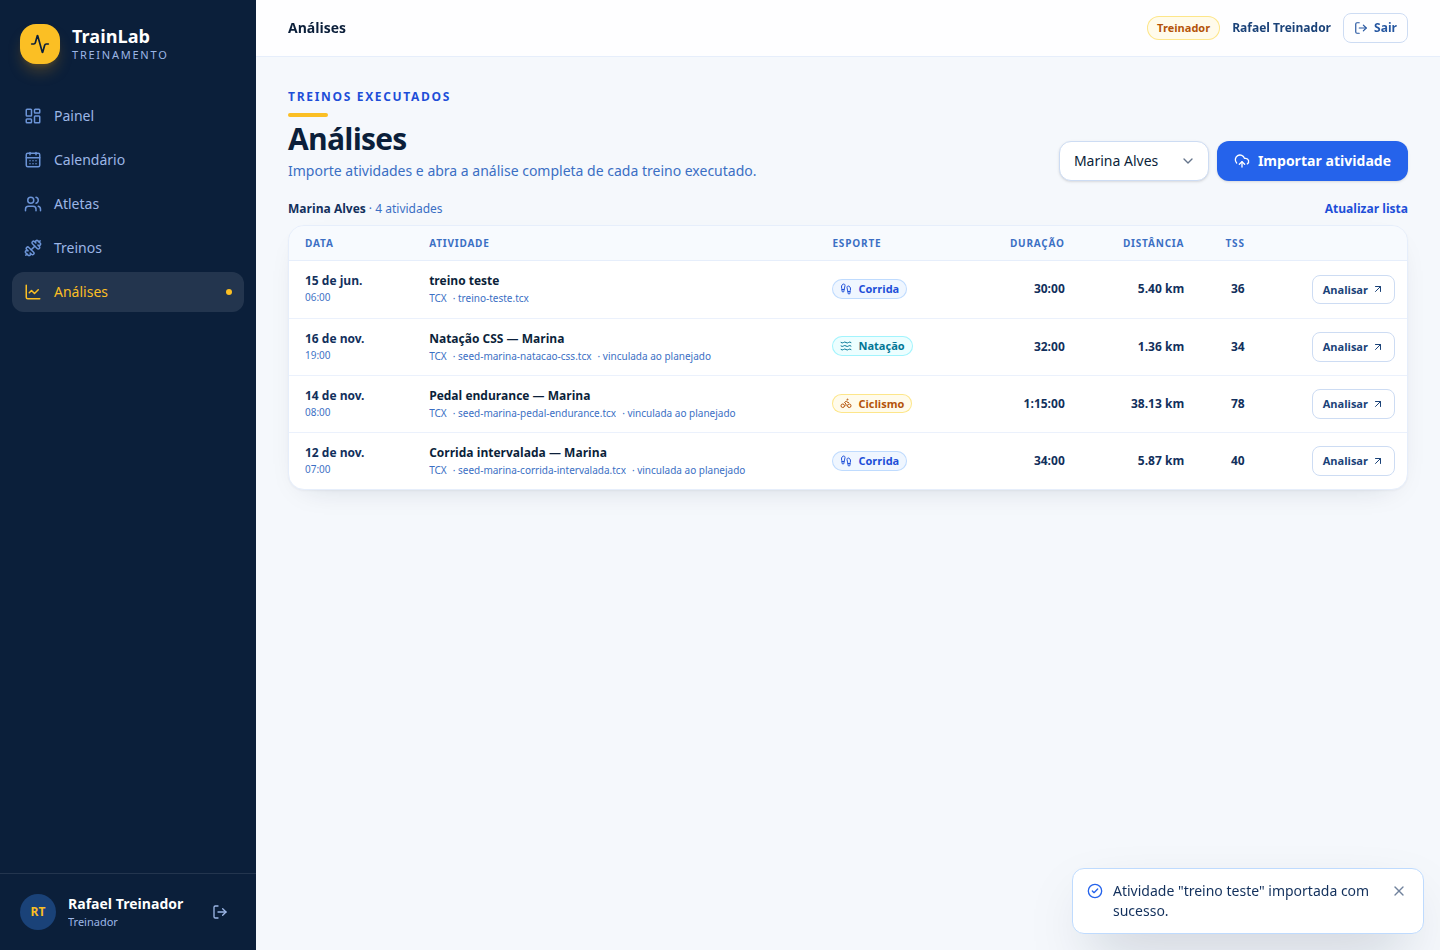 TrainLab
TREINAMENTO
Painel
Calendário
Atletas
Treinos
Análises
RT
Rafael Treinador
Treinador
Análises
Treinador
Rafael Treinador
Sair
TREINOS EXECUTADOS
Análises
Importe atividades e abra a análise completa de cada treino executado.
Marina Alves
Importar atividade
Marina Alves · 4 atividades
Atualizar lista
DATA ATIVIDADE ESPORTE DURAÇÃO DISTÂNCIA TSS
15 de jun.
06:00
treino teste
TCX · treino-teste.tcx
Corrida
30:00
5.40 km
36
Analisar
16 de nov.
19:00
Natação CSS — Marina
TCX · seed-marina-natacao-css.tcx · vinculada ao planejado
Natação
32:00
1.36 km
34
Analisar
14 de nov.
08:00
Pedal endurance — Marina
TCX · seed-marina-pedal-endurance.tcx · vinculada ao planejado
Ciclismo
1:15:00
38.13 km
78
Analisar
12 de nov.
07:00
Corrida intervalada — Marina
TCX · seed-marina-corrida-intervalada.tcx · vinculada ao planejado
Corrida
34:00
5.87 km
40
Analisar
Atividade "treino teste" importada com
sucesso.